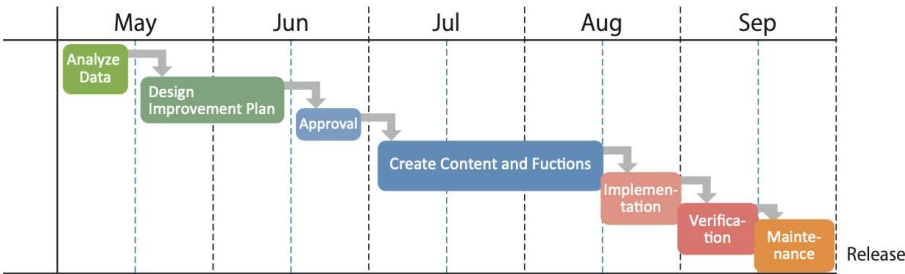 May Jun Jul Aug Sep
Analyze
Data
Design
Improvement Plan
Approval
Create Content and Fuctions
Implemen-
tation
Verifica-
tion
Mainte-
nance
Release